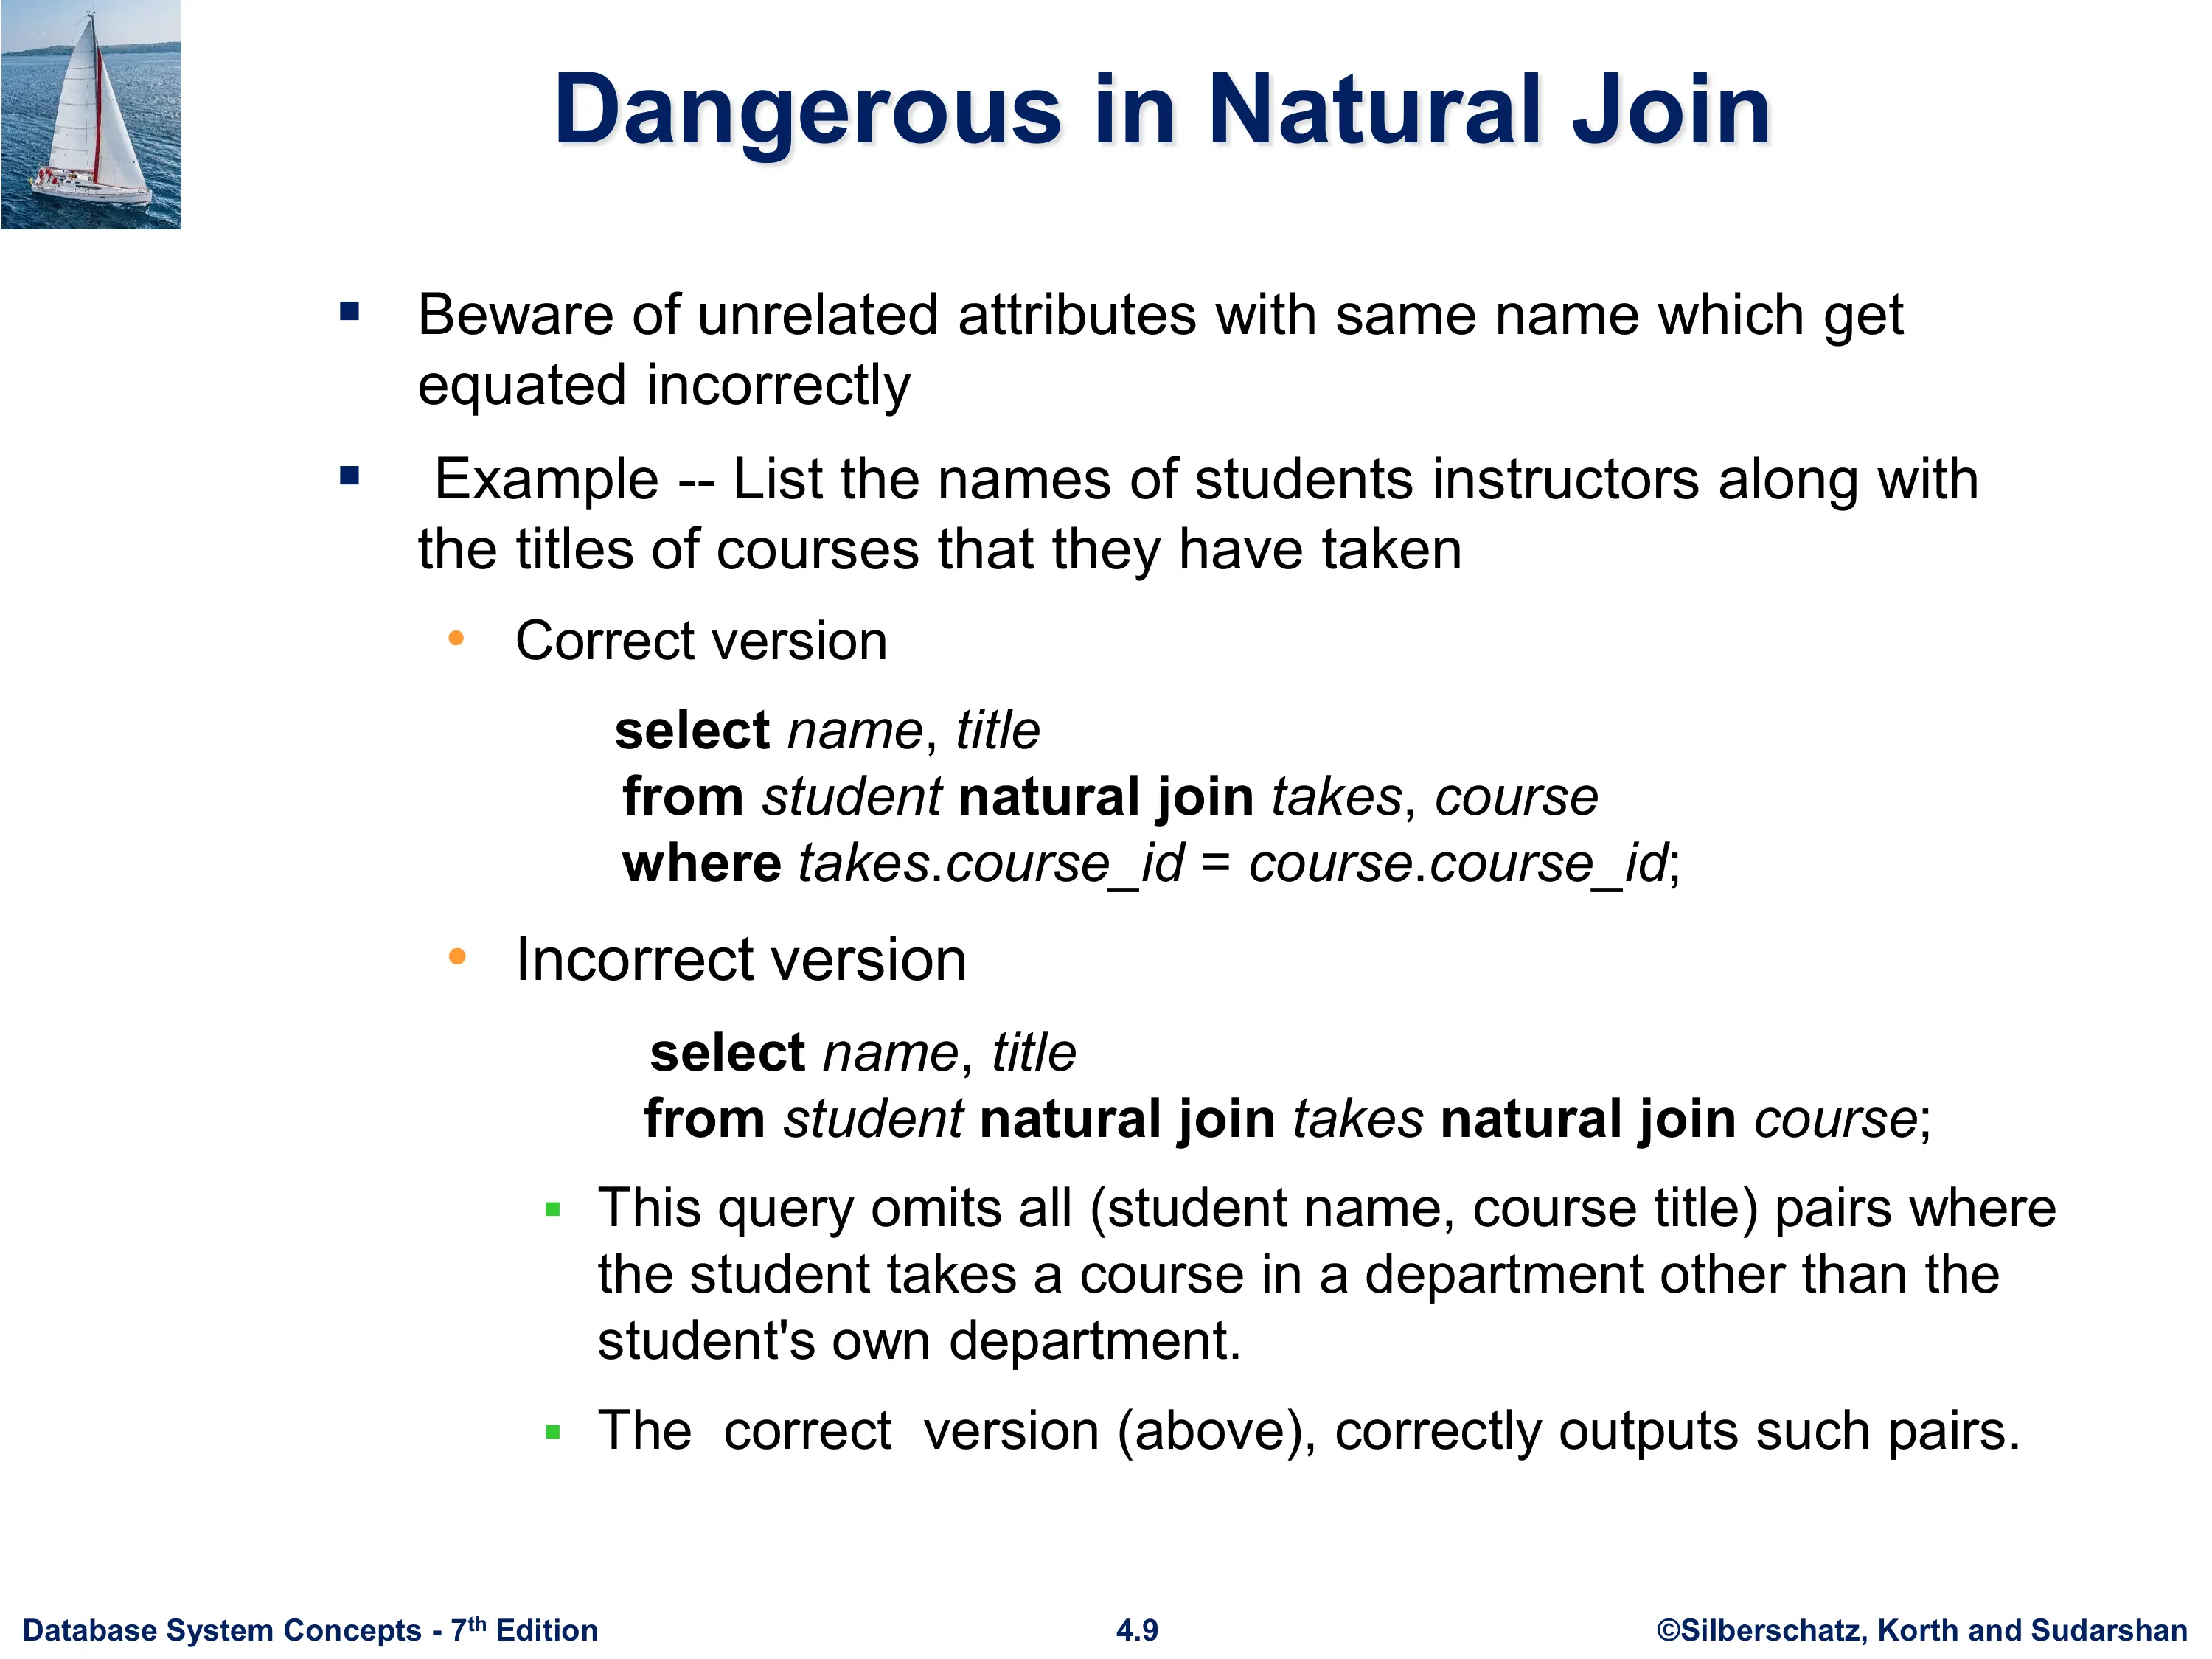 Dangerous in Natural Join
▪ Beware of unrelated attributes with same name which get
equated incorrectly
▪ Example -- List the names of students instructors along with
the titles of courses that they have taken
• Correct version
select name, title
from student natural join takes, course
where takes.course_id = course.course_id;
• Incorrect version
select name, title
from student natural join takes natural join course;
▪ This query omits all (student name, course title) pairs where
the student takes a course in a department other than the
student's own department.
▪ The correct version (above), correctly outputs such pairs.
Database System Concepts - 7th Edition
4.9
©Silberschatz, Korth and Sudarshan